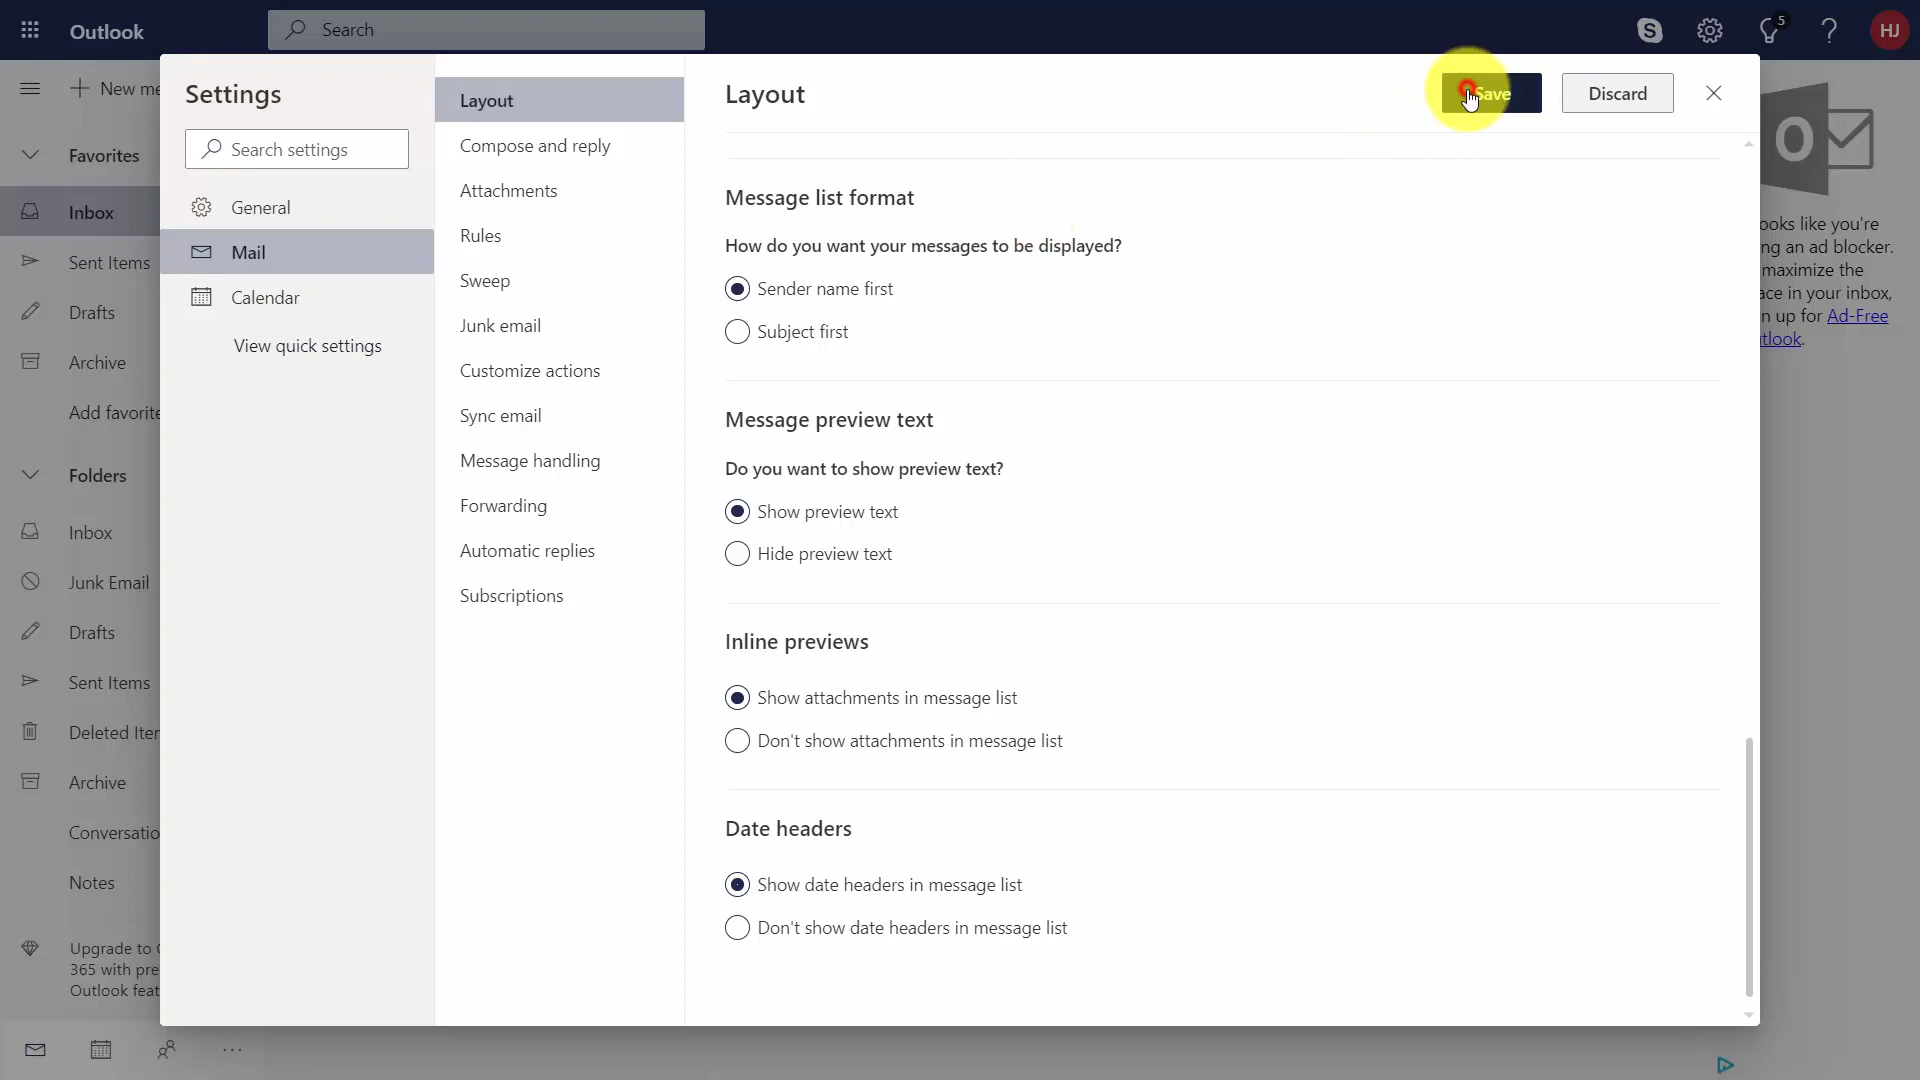 Outlook
Search
5
HJ
New me
Favorites
Inbox
Sent Items
Drafts
Archive
Add favorite
Folders
Inbox
Junk Email
Drafts
Sent Items
Deleted Iter
Archive
Conversatio
Notes
Upgrade to
365 with pre
Outlook feat
Settings
Search settings
General
Mail
Calendar
View quick settings
Layout
Compose and reply
Attachments
Rules
Sweep
Junk email
Customize actions
Sync email
Message handling
Forwarding
Automatic replies
Subscriptions
Layout
Save
Discard
Message list format
How do you want your messages to be displayed?
Sender name first
Subject first
Message preview text
Do you want to show preview text?
Show preview text
Hide preview text
Inline previews
Show attachments in message list
Don't show attachments in message list
Date headers
Show date headers in message list
Don't show date headers in message list
ooks like you're
ng an ad blocker.
maximize the
ace in your inbox,
n up for Ad-Free
tlook.